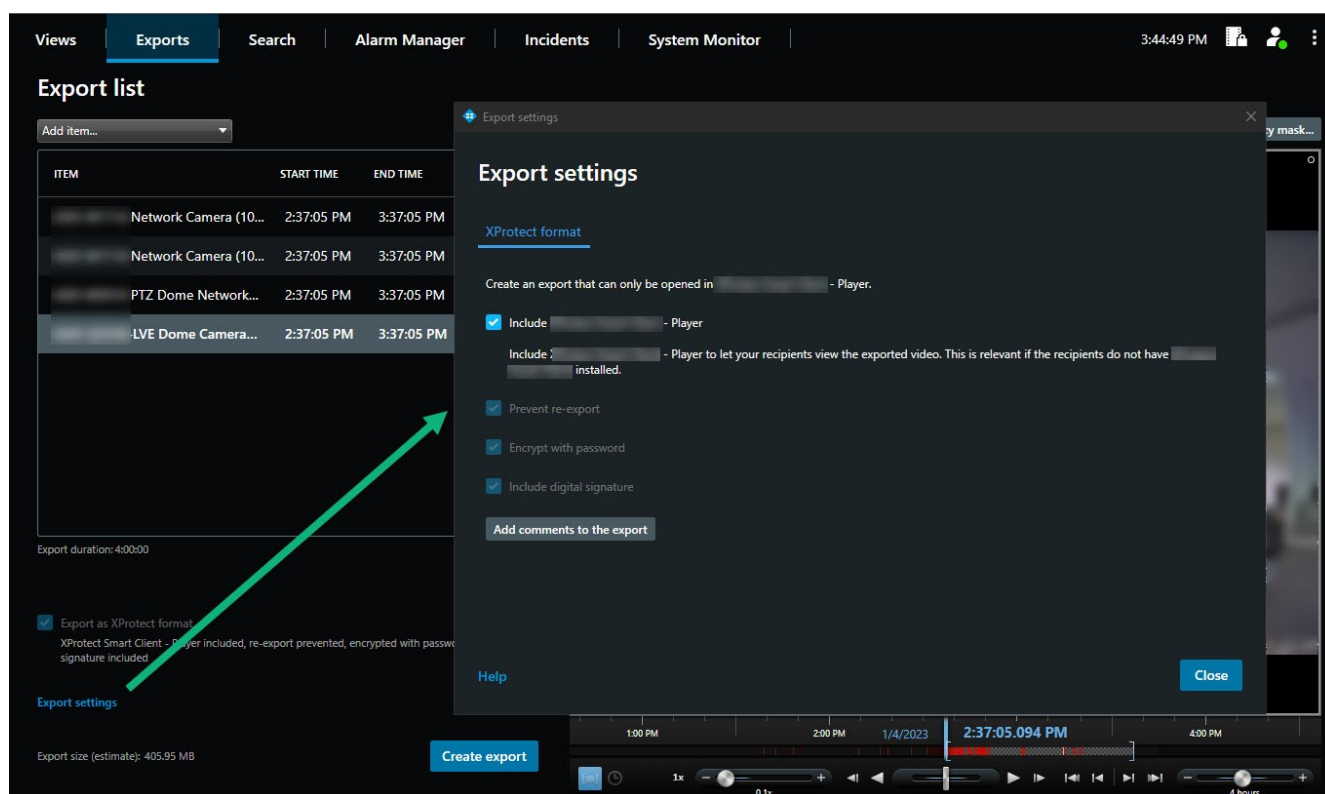 Views Exports Search Alarm Manager Incidents System Monitor 3:44:49 PM
Export list
Add item...
ITEM START TIME END TIME
Network Camera (10... 2:37:05 PM 3:37:05 PM
Network Camera (10... 2:37:05 PM 3:37:05 PM
PTZ Dome Network... 2:37:05 PM 3:37:05 PM
-LVE Dome Camera... 2:37:05 PM 3:37:05 PM
Export duration: 4:00:00
Export as XProtect format
XProtect Smart Client - Player included, re-export prevented, encrypted with passwo
signature included
Export settings
Export size (estimate): 405.95 MB
Create export
Export settings
y mask...
Export settings
XProtect format
Create an export that can only be opened in - Player.
Include - Player
Include - Player to let your recipients view the exported video. This is relevant if the recipients do not have
installed.
Prevent re-export
Encrypt with password
Include digital signature
Add comments to the export
Help
Close
1:00 PM 2:00 PM 1/4/2023 2:37:05.094 PM 4:00 PM
1x
0.1x 4 hours